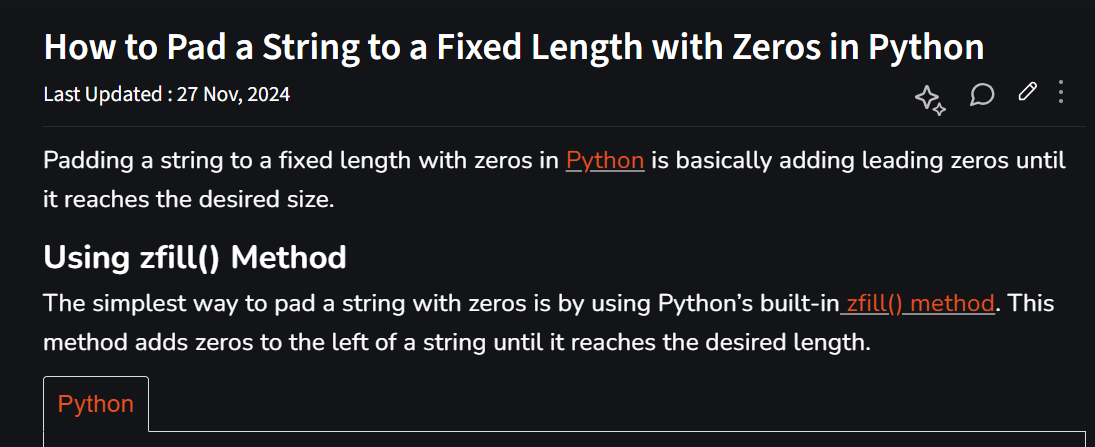 How to Pad a String to a Fixed Length with Zeros in Python
Last Updated : 27 Nov, 2024
Padding a string to a fixed length with zeros in Python is basically adding leading zeros until
it reaches the desired size.
Using zfill() Method
The simplest way to pad a string with zeros is by using Python’s built-in zfill() method. This
method adds zeros to the left of a string until it reaches the desired length.
Python